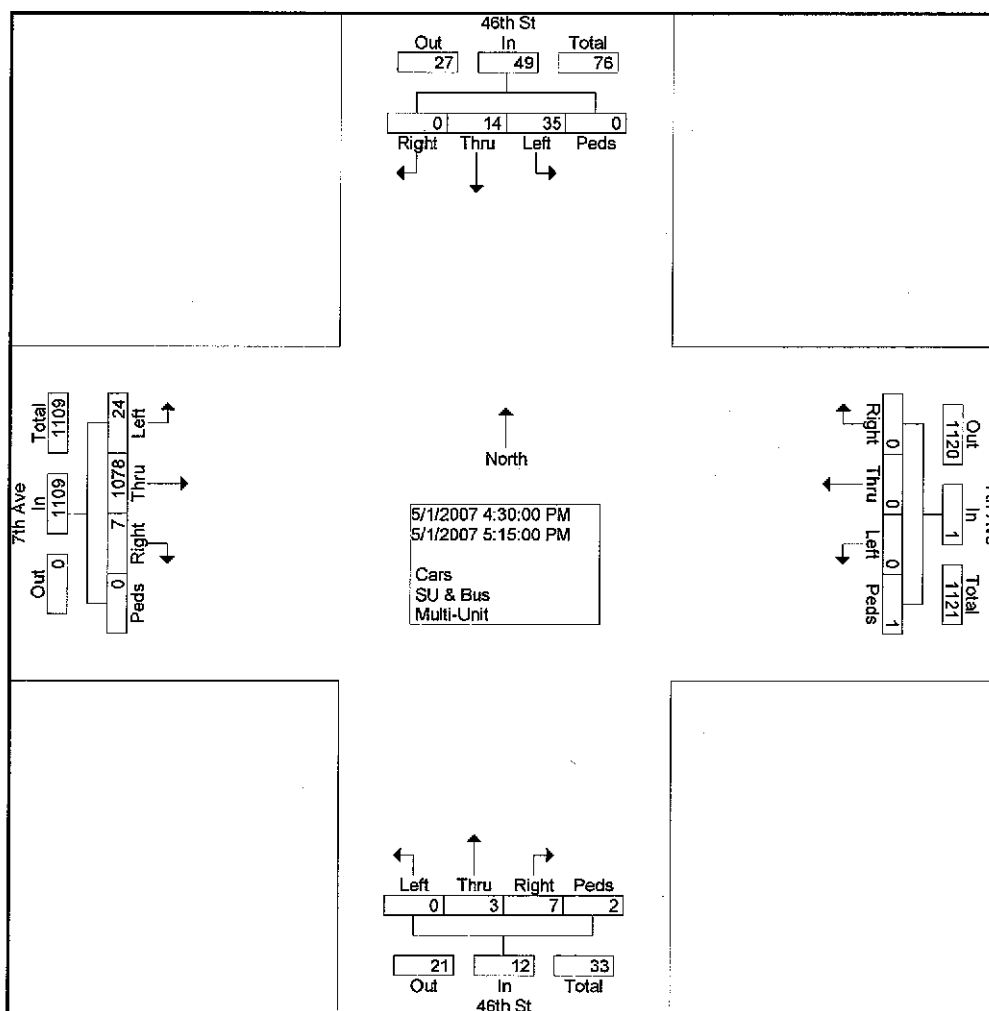 46th St
Out In Total
27 49 76
0 14 35 0
Right Thru Left Peds
7th Ave
Total In Out
1109 1109 0
24 1078 7 0
Left Thru Right Peds
North
5/1/2007 4:30:00 PM
5/1/2007 5:15:00 PM
Cars
SU & Bus
Multi-Unit
Right Thru Left Peds
0 0 0 1
1120 1 1121
Out In Total
Left Thru Right Peds
0 3 7 2
21 12 33
Out In Total
46th St